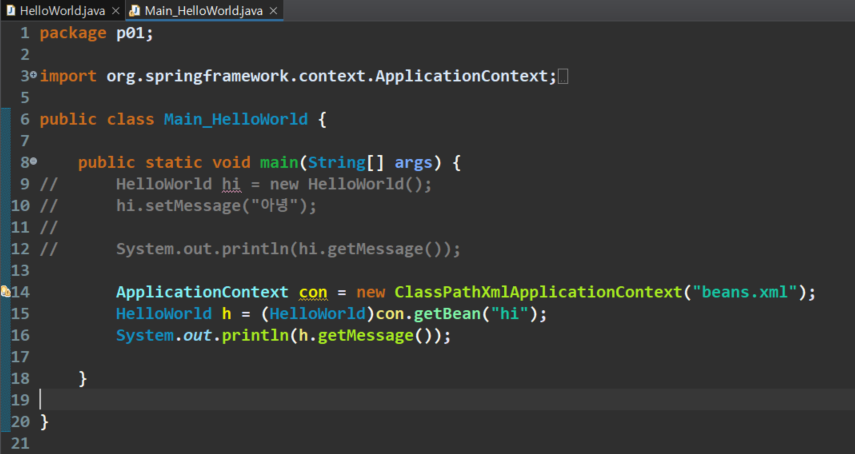 HelloWorld.java Main_HelloWorld.java
1 package p01;
2
3 import org.springframework.context.ApplicationContext;
5
6 public class Main_HelloWorld {
7
8 public static void main(String[] args) {
9 // HelloWorld hi = new HelloWorld();
10 // hi.setMessage("아녕");
11 //
12 // System.out.println(hi.getMessage());
13
14 ApplicationContext con = new ClassPathXmlApplicationContext("beans.xml");
15 HelloWorld h = (HelloWorld)con.getBean("hi");
16 System.out.println(h.getMessage());
17
18 }
19
20 }
21